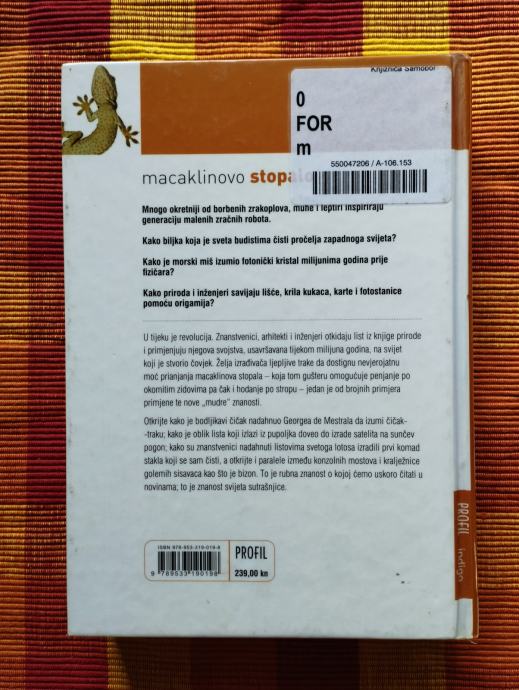 Knjižnica Samobor
0
FOR
m
550047206 / A-106.153
macaklinovo stopalo
Mnogo okretniji od borbenih zrakoplova, muhe i leptiri inspiriraju
generaciju malenih zračnih robota.
Kako biljka koja je sveta budistima čisti pročelja zapadnoga svijeta?
Kako je morski miš izumio fotonički kristal milijunima godina prije
fizičara?
Kako priroda i inženjeri savijaju lišće, krila kukaca, karte i fotostanice
pomoću origamija?
U tijeku je revolucija. Znanstvenici, arhitekti i inženjeri otkidaju list iz knjige prirode
i primjenjuju njegova svojstva, usavršavana tijekom milijuna godina, na svijet
koji je stvorio čovjek. Želja izrađivača ljepljive trake da dostignu nevjerojatnu
moć prianjanja macaklinova stopala – koja tom gušteru omogućuje penjanje po
okomitim zidovima pa čak i hodanje po stropu – jedan je od brojnih primjera
primjene te nove „mudre” znanosti.
Otkrijte kako je bodljikavi čičak nadahnuo Georgea de Mestrala da izumi čičak-
-traku; kako je oblik lista koji izlazi iz pupoljka doveo do izrade satelita na sunčev
pogon; kako su znanstvenici nadahnuti listovima svetoga lotosa izradili prvi komad
stakla koji se sam čisti, a otkrijte i paralele između konzolnih mostova i kralježnice
golemih sisavaca kao što je bizon. To je rubna znanost o kojoj ćemo uskoro čitati u
novinama; to je znanost svijeta sutrašnjice.
ISBN 978-953-319-019-8
9 789533 190198
PROFIL
239,00 kn
PROFIL indigo